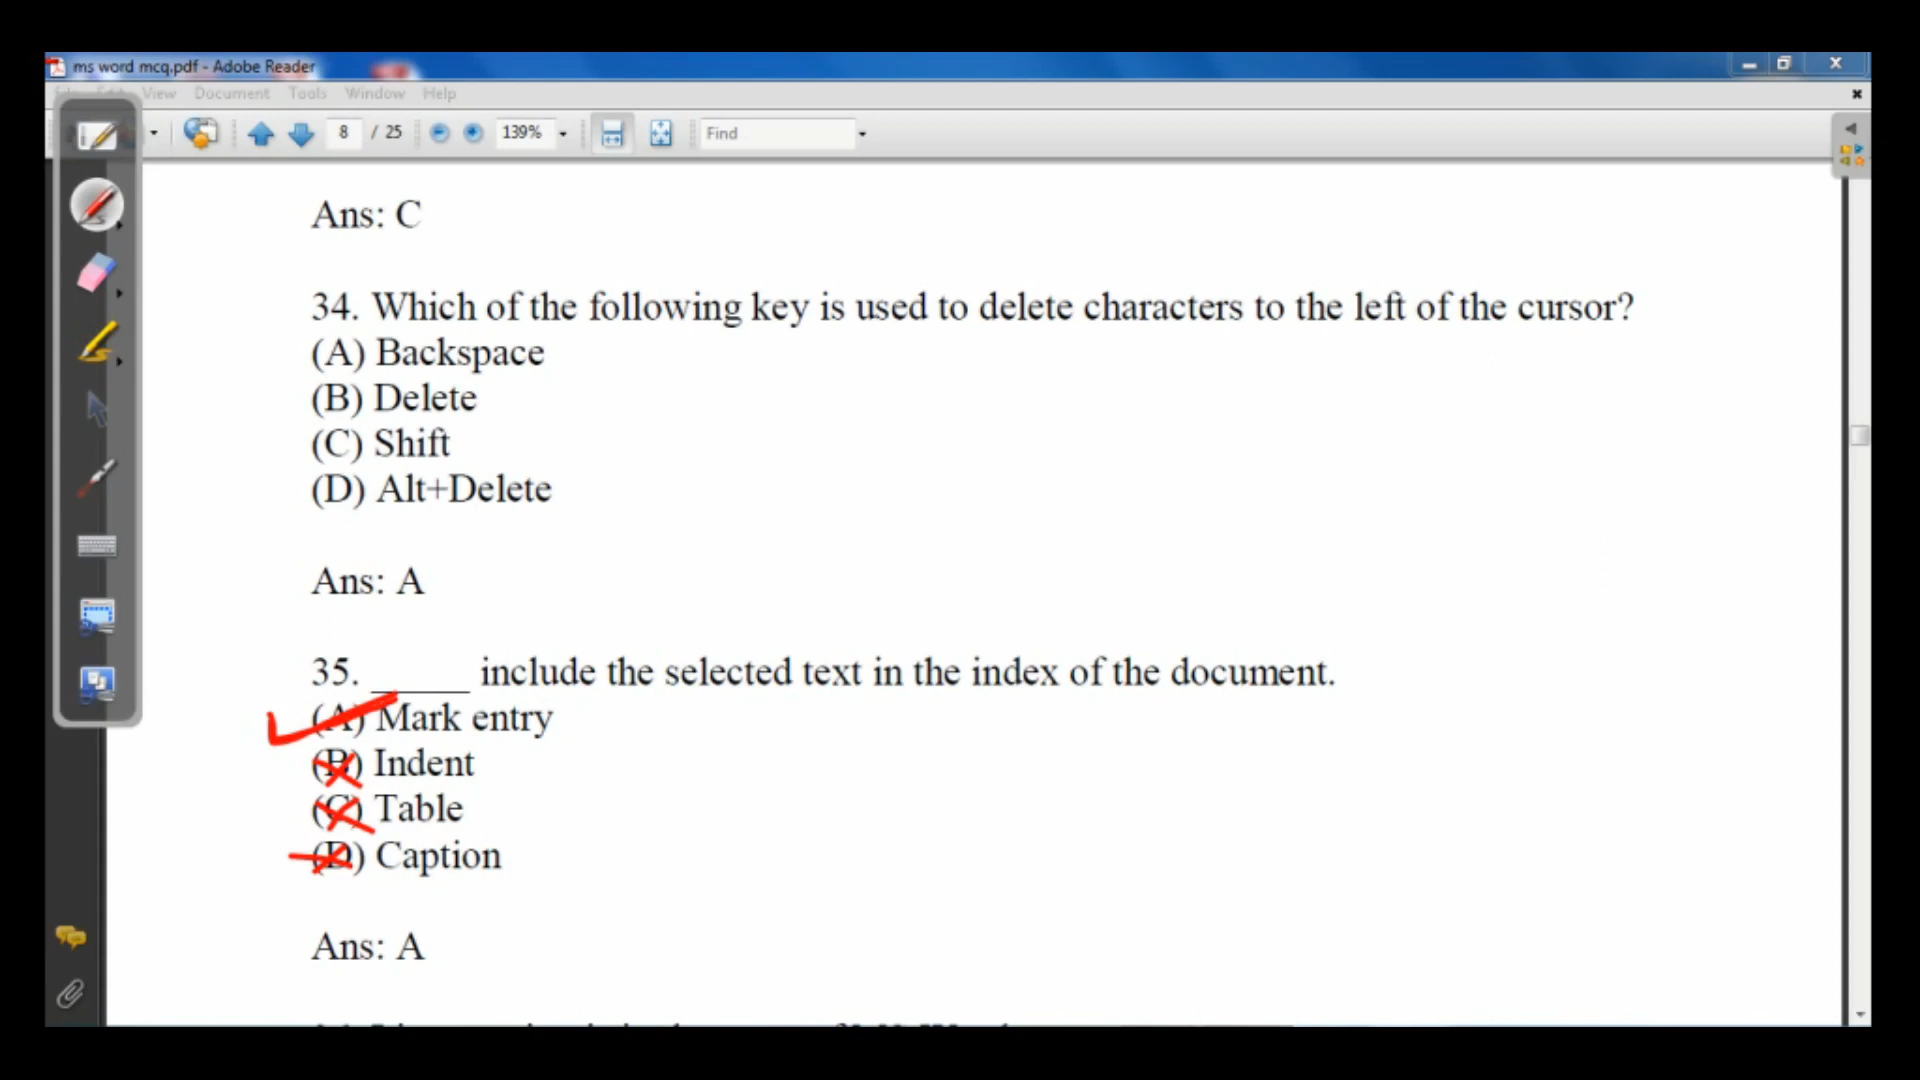 ms word mcq.pdf - Adobe Reader
View Document Tools Window Help
8 / 25 139% Find
Ans: C
34. Which of the following key is used to delete characters to the left of the cursor?
(A) Backspace
(B) Delete
(C) Shift
(D) Alt+Delete
Ans: A
35. _____ include the selected text in the index of the document.
(A) Mark entry
(B) Indent
(C) Table
(D) Caption
Ans: A